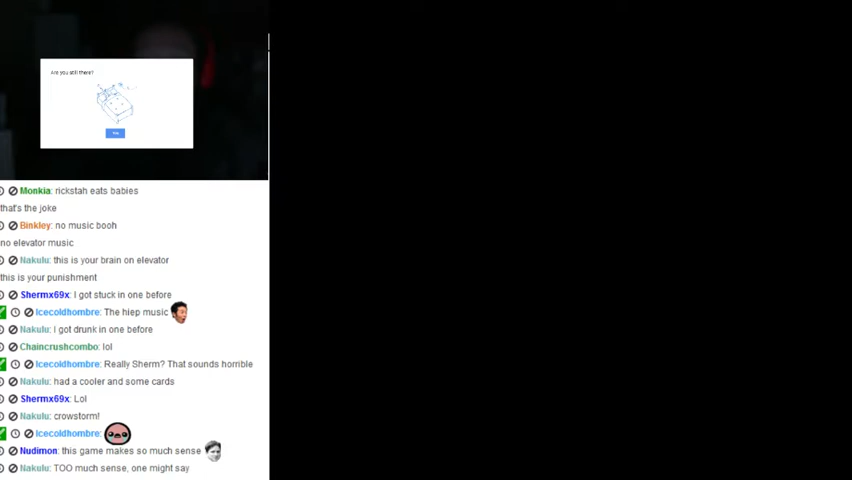 Are you still there?
Monkia: rickstah eats babies
that's the joke
Binkley: no music booh
no elevator music
Nakulu: this is your brain on elevator
this is your punishment
Shermx69x: I got stuck in one before
Icecoldhombre: The hiep music
Nakulu: I got drunk in one before
Chaincrushcombo: lol
Icecoldhombre: Really Sherm? That sounds horrible
Nakulu: had a cooler and some cards
Shermx69x: Lol
Nakulu: crowstorm!
Icecoldhombre:
Nudimon: this game makes so much sense
Nakulu: TOO much sense, one might say